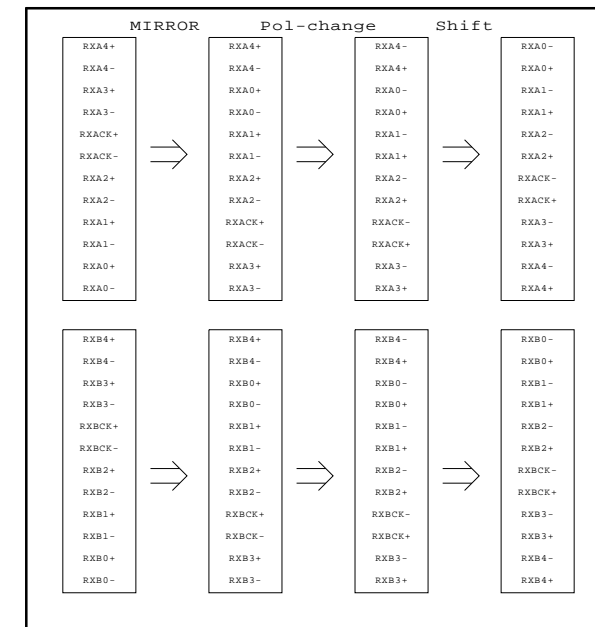 MIRROR Pol-change Shift
RXA4+ RXA4+ RXA4- RXA0-
RXA4- RXA4- RXA4+ RXA0+
RXA3+ RXA0+ RXA0- RXA1-
RXA3- RXA0- RXA0+ RXA1+
RXACK+ RXA1+ RXA1- RXA2-
RXACK- RXA1- RXA1+ RXA2+
RXA2+ RXA2+ RXA2- RXACK-
RXA2- RXA2- RXA2+ RXACK+
RXA1+ RXACK+ RXACK- RXA3-
RXA1- RXACK- RXACK+ RXA3+
RXA0+ RXA3+ RXA3- RXA4-
RXA0- RXA3- RXA3+ RXA4+
RXB4+ RXB4+ RXB4- RXB0-
RXB4- RXB4- RXB4+ RXB0+
RXB3+ RXB0+ RXB0- RXB1-
RXB3- RXB0- RXB0+ RXB1+
RXBCK+ RXB1+ RXB1- RXB2-
RXBCK- RXB1- RXB1+ RXB2+
RXB2+ RXB2+ RXB2- RXBCK-
RXB2- RXB2- RXB2+ RXBCK+
RXB1+ RXBCK+ RXBCK- RXB3-
RXB1- RXBCK- RXBCK+ RXB3+
RXB0+ RXB3+ RXB3- RXB4-
RXB0- RXB3- RXB3+ RXB4+